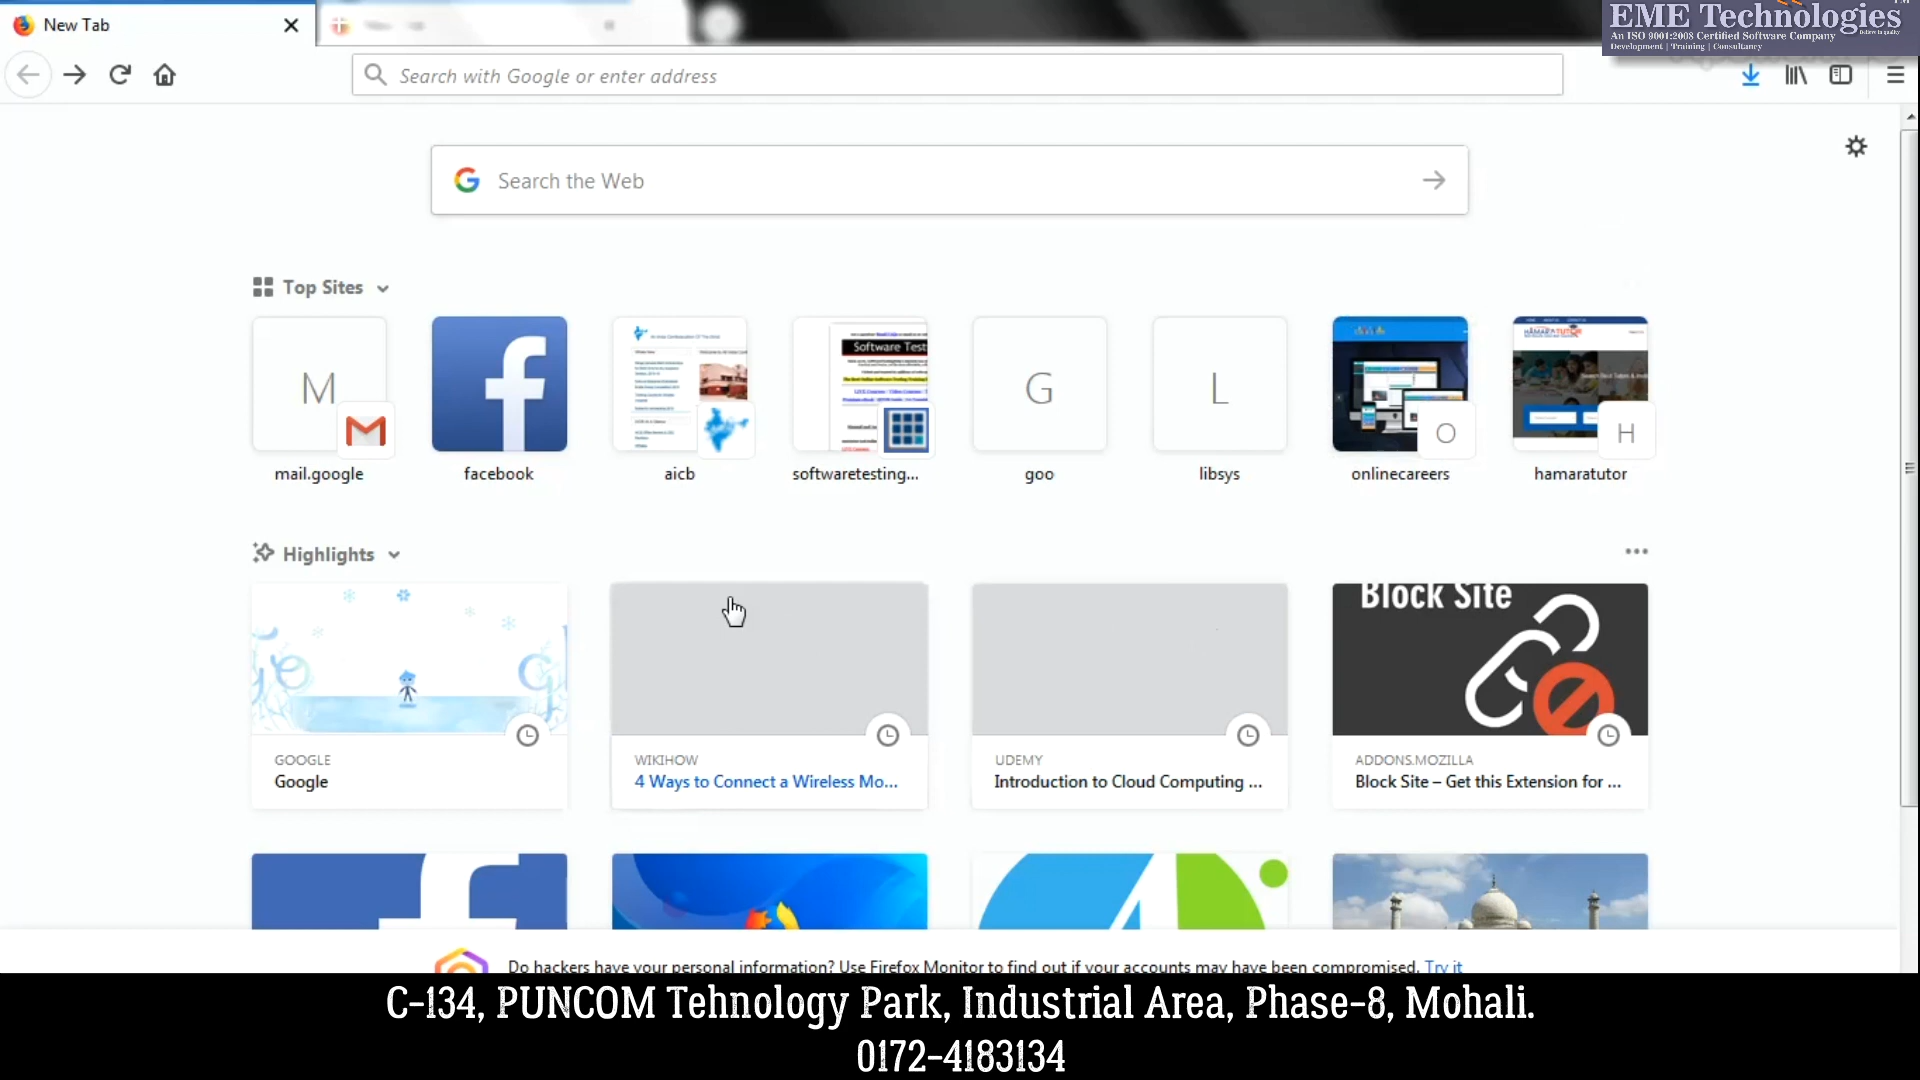 New Tab
EME Technologies
An ISO 9001:2008 Certified Software Company
Development | Training | Consultancy
Search with Google or enter address
Search the Web
Top Sites
M
Software Test
G
L
O
H
mail.google
facebook
aicb
softwaretesting...
goo
libsys
onlinecareers
hamaratutor
Highlights
Block Site
GOOGLE
Google
WIKIHOW
4 Ways to Connect a Wireless Mo...
UDEMY
Introduction to Cloud Computing ...
ADDONS.MOZILLA
Block Site – Get this Extension for ...
Do hackers have your personal information? Use Firefox Monitor to find out if your accounts may have been compromised. Try it
C-134, PUNCOM Tehnology Park, Industrial Area, Phase-8, Mohali.
0172-4183134